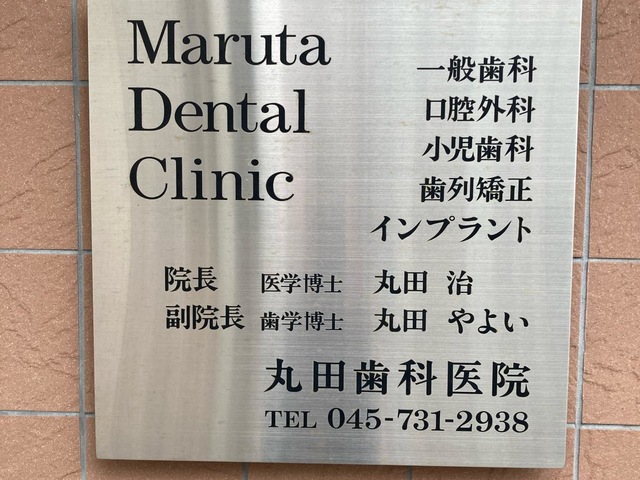 Maruta
Dental
Clinic
一般歯科
口腔外科
小児歯科
歯列矯正
インプラント
院長 医学博士 丸田 治
副院長 歯学博士 丸田 やよい
丸田歯科医院
TEL 045-731-2938